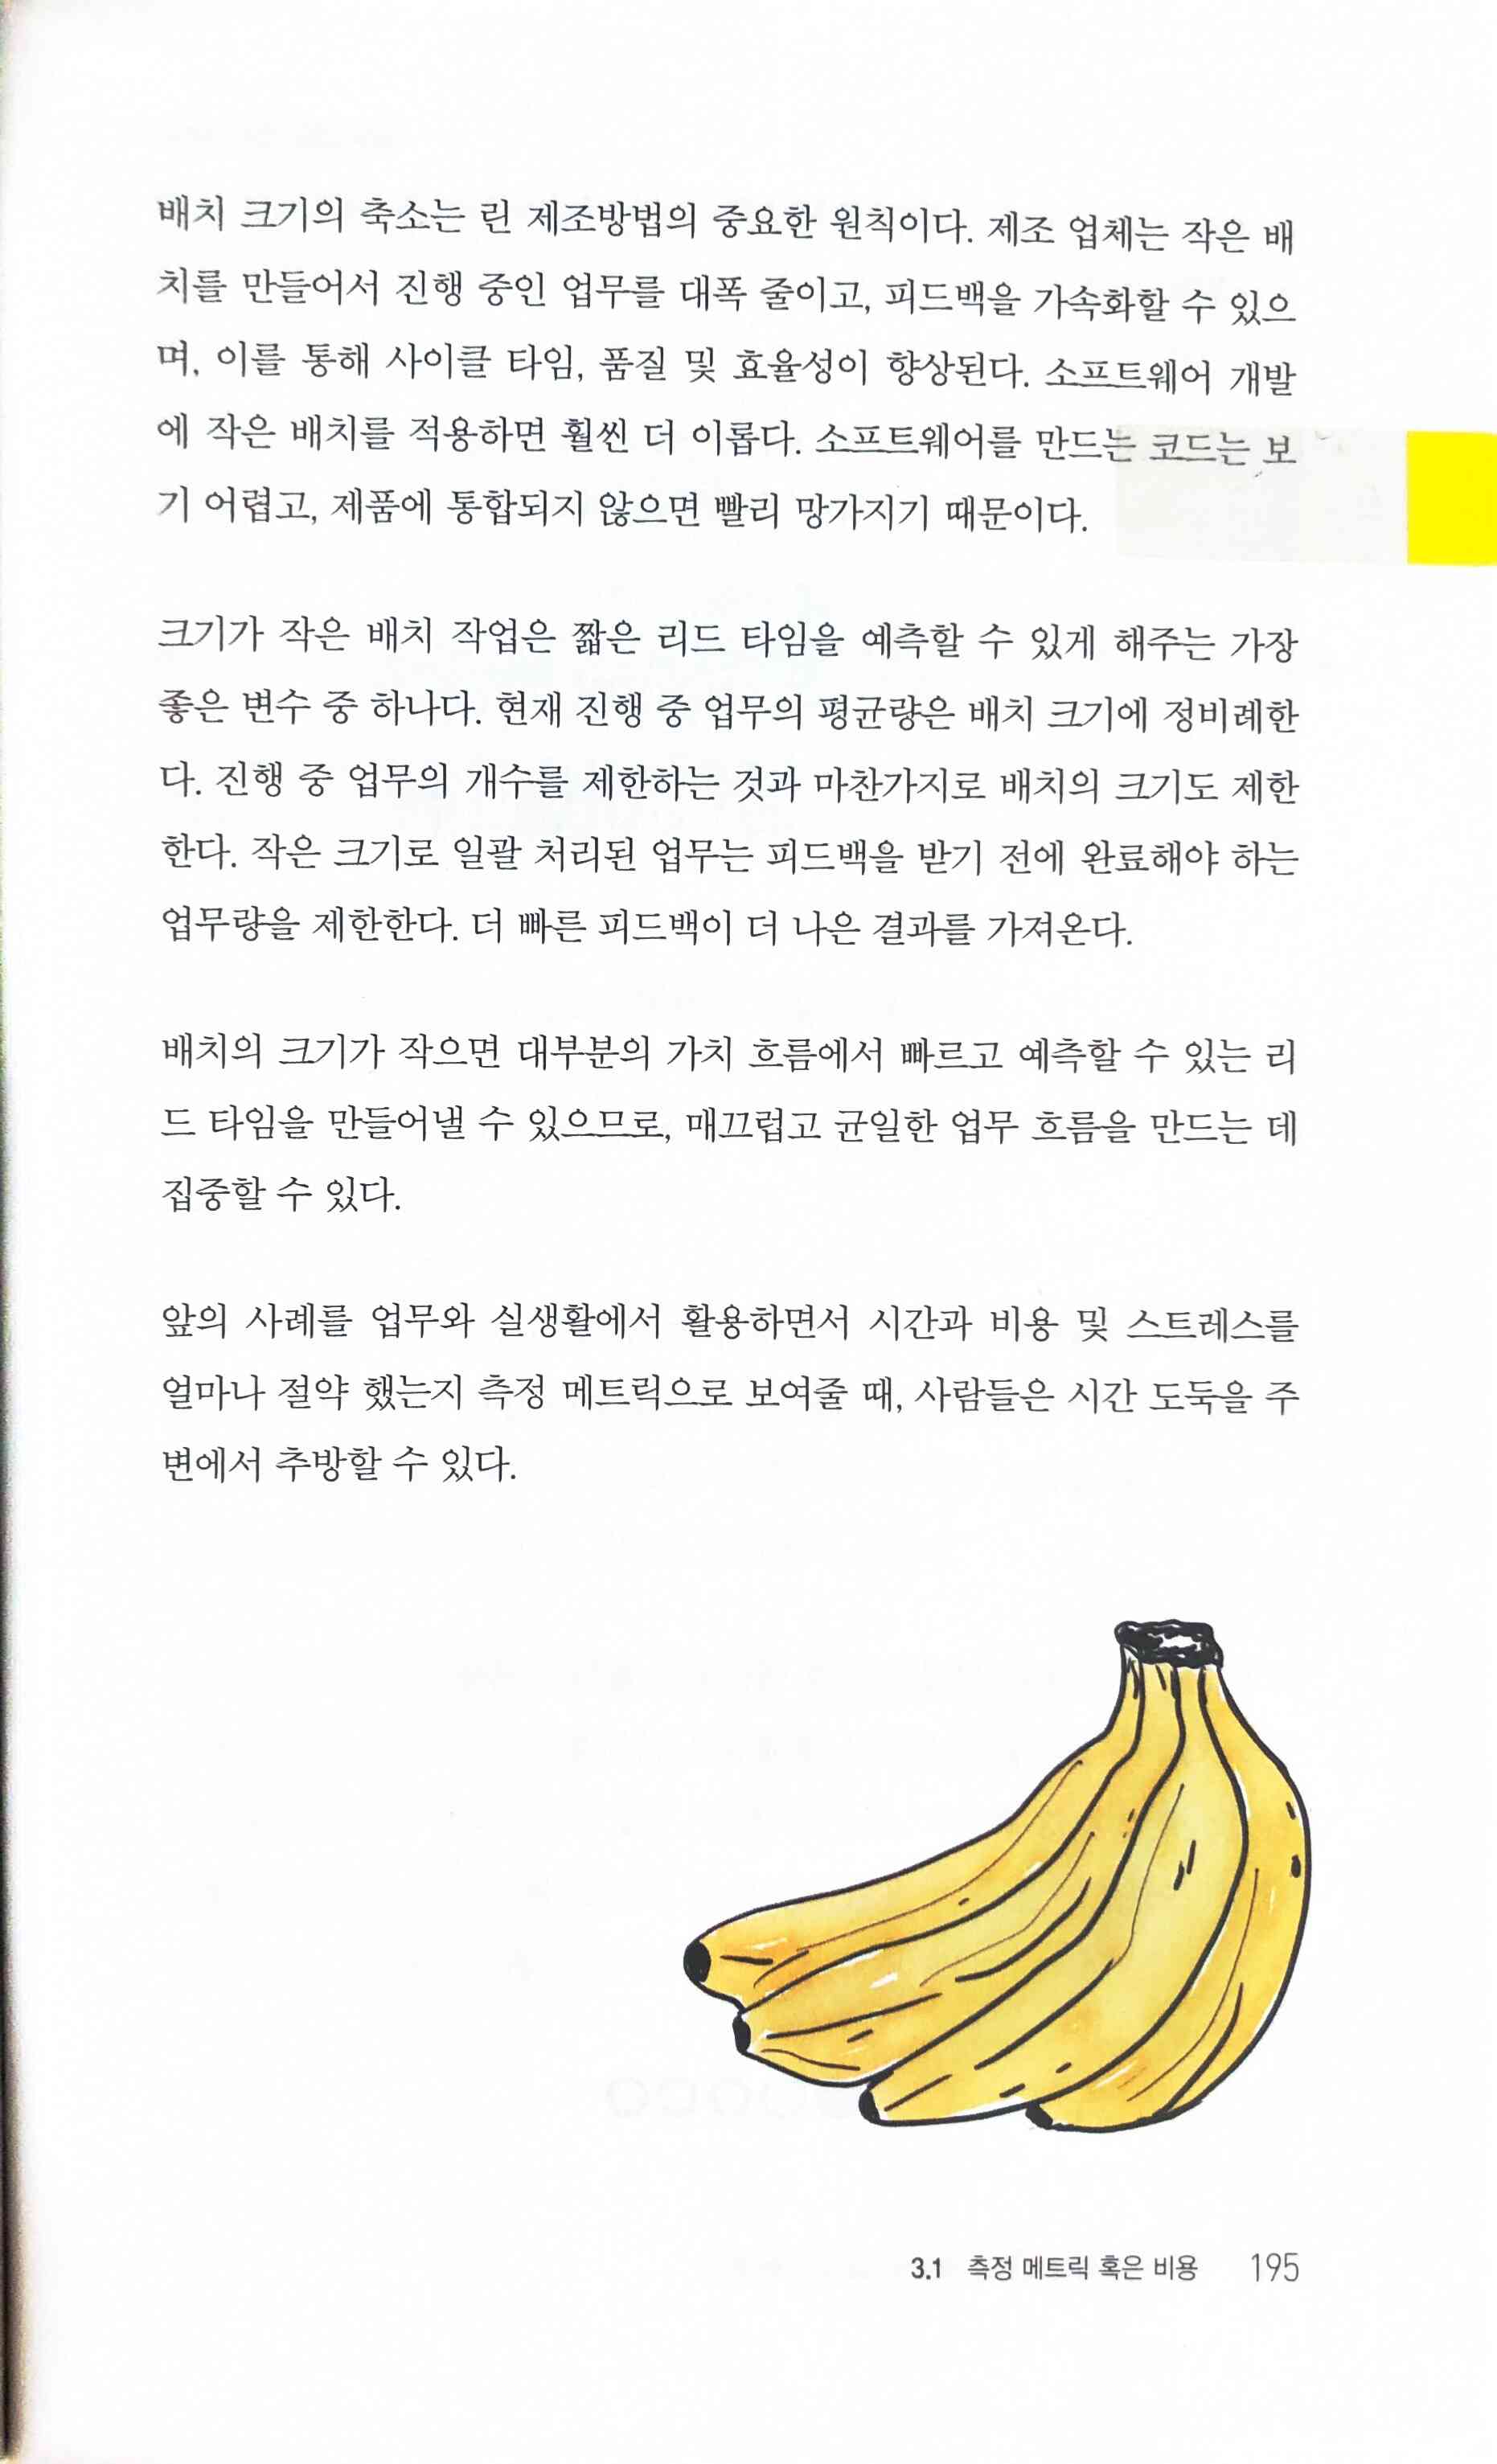 배치 크기의 축소는 린 제조방법의 중요한 원칙이다. 제조 업체는 작은 배
치를 만들어서 진행 중인 업무를 대폭 줄이고, 피드백을 가속화할 수 있으
며, 이를 통해 사이클 타임, 품질 및 효율성이 향상된다. 소프트웨어 개발
에 작은 배치를 적용하면 훨씬 더 이롭다. 소프트웨어를 만드는 코드는 보
기 어렵고, 제품에 통합되지 않으면 빨리 망가지기 때문이다.
크기가 작은 배치 작업은 짧은 리드 타임을 예측할 수 있게 해주는 가장
좋은 변수 중 하나다. 현재 진행 중 업무의 평균량은 배치 크기에 정비례한
다. 진행 중 업무의 개수를 제한하는 것과 마찬가지로 배치의 크기도 제한
한다. 작은 크기로 일괄 처리된 업무는 피드백을 받기 전에 완료해야 하는
업무량을 제한한다. 더 빠른 피드백이 더 나은 결과를 가져온다.
배치의 크기가 작으면 대부분의 가치 흐름에서 빠르고 예측할 수 있는 리
드 타임을 만들어낼 수 있으므로, 매끄럽고 균일한 업무 흐름을 만드는 데
집중할 수 있다.
앞의 사례를 업무와 실생활에서 활용하면서 시간과 비용 및 스트레스를
얼마나 절약 했는지 측정 메트릭으로 보여줄 때, 사람들은 시간 도둑을 주
변에서 추방할 수 있다.
3.1 측정 메트릭 혹은 비용 195